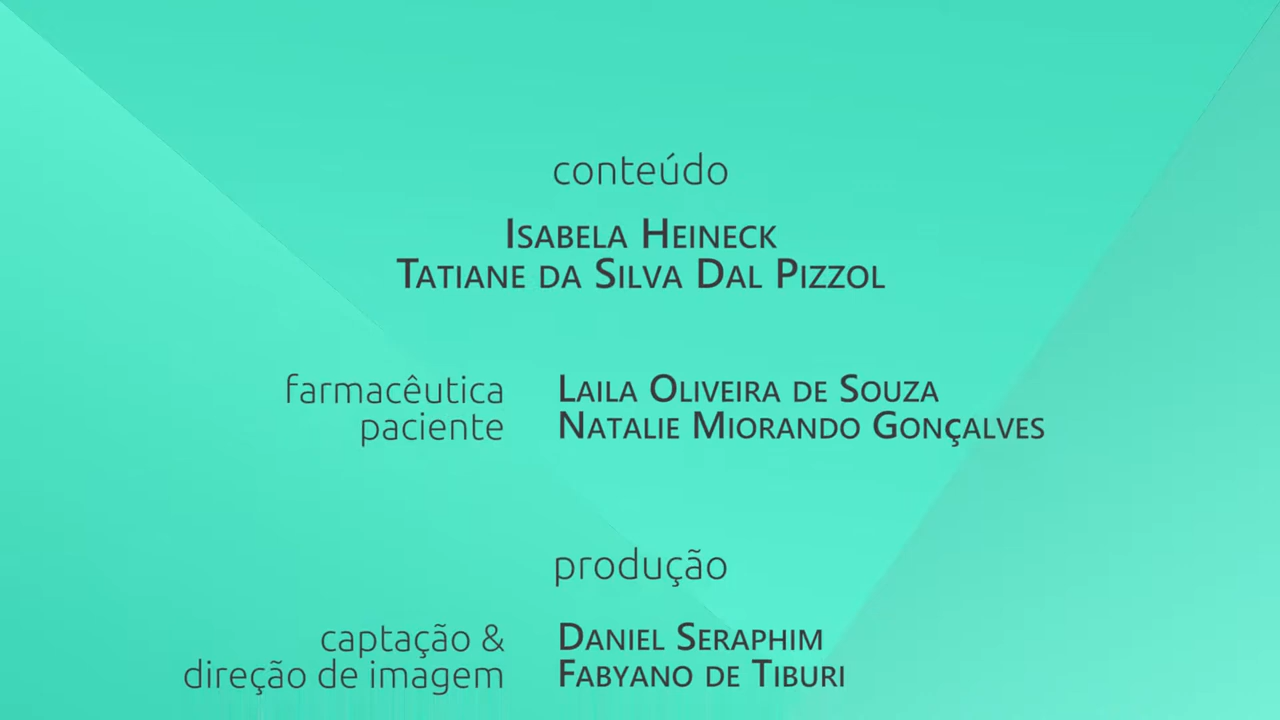 conteúdo
Isabela Heineck
Tatiane da Silva Dal Pizzol
farmacêutica Laila Oliveira de Souza
paciente Natalie Miorando Gonçalves
produção
captação & Daniel Seraphim
direção de imagem Fabyano de Tiburi